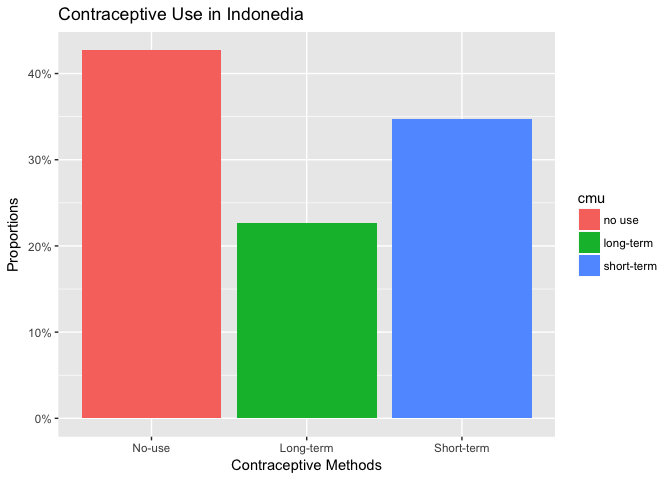 Contraceptive Use in Indonedia
Proportions
40%
30%
20%
10%
0%
No-use
Long-term
Short-term
Contraceptive Methods
cmu
no use
long-term
short-term